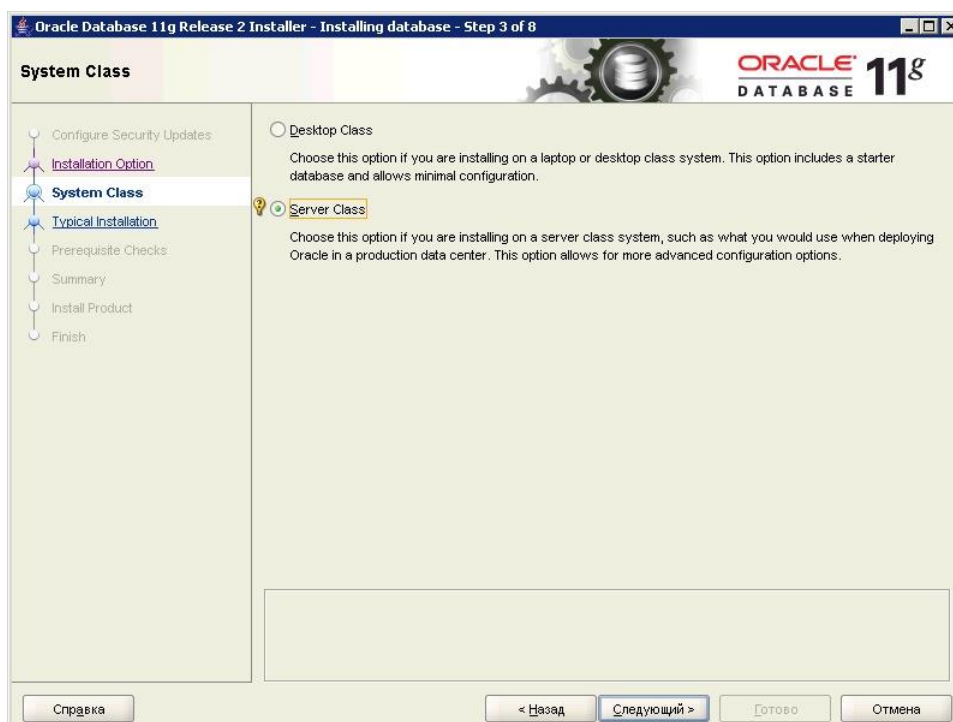 Oracle Database 11g Release 2 Installer - Installing database - Step 3 of 8
System Class
ORACLE
DATABASE
11g
Configure Security Updates
Installation Option
System Class
Typical Installation
Prerequisite Checks
Summary
Install Product
Finish
Desktop Class
Choose this option if you are installing on a laptop or desktop class system. This option includes a starter
database and allows minimal configuration.
Server Class
Choose this option if you are installing on a server class system, such as what you would use when deploying
Oracle in a production data center. This option allows for more advanced configuration options.
Справка
< Назад
Следующий >
Готово
Отмена